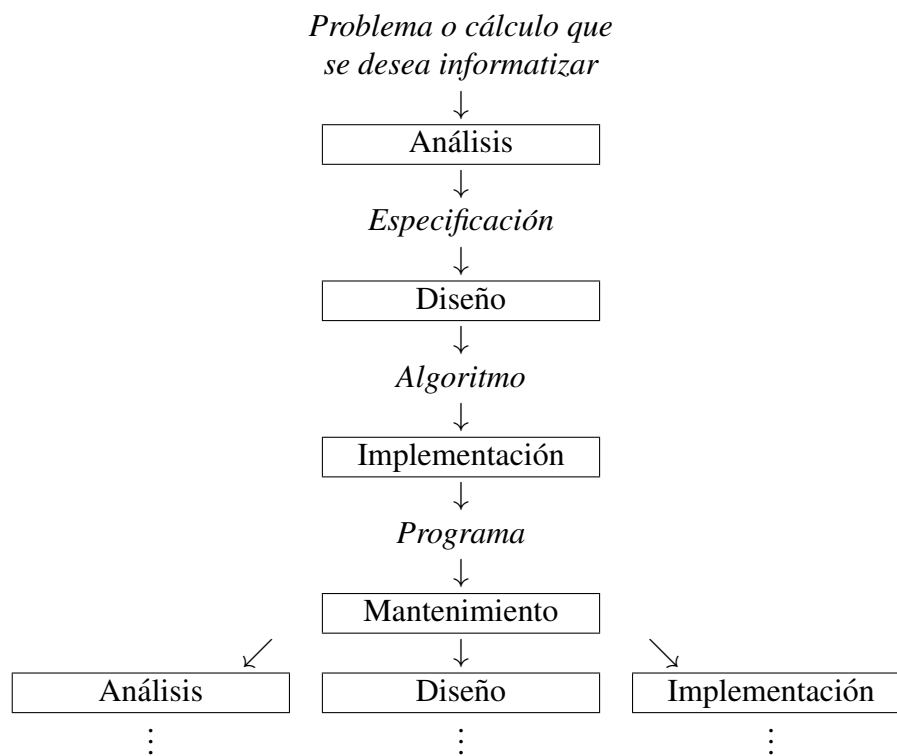 Problema o cálculo que
se desea informatizar
Análisis
Especificación
Diseño
Algoritmo
Implementación
Programa
Mantenimiento
Análisis
Diseño
Implementación